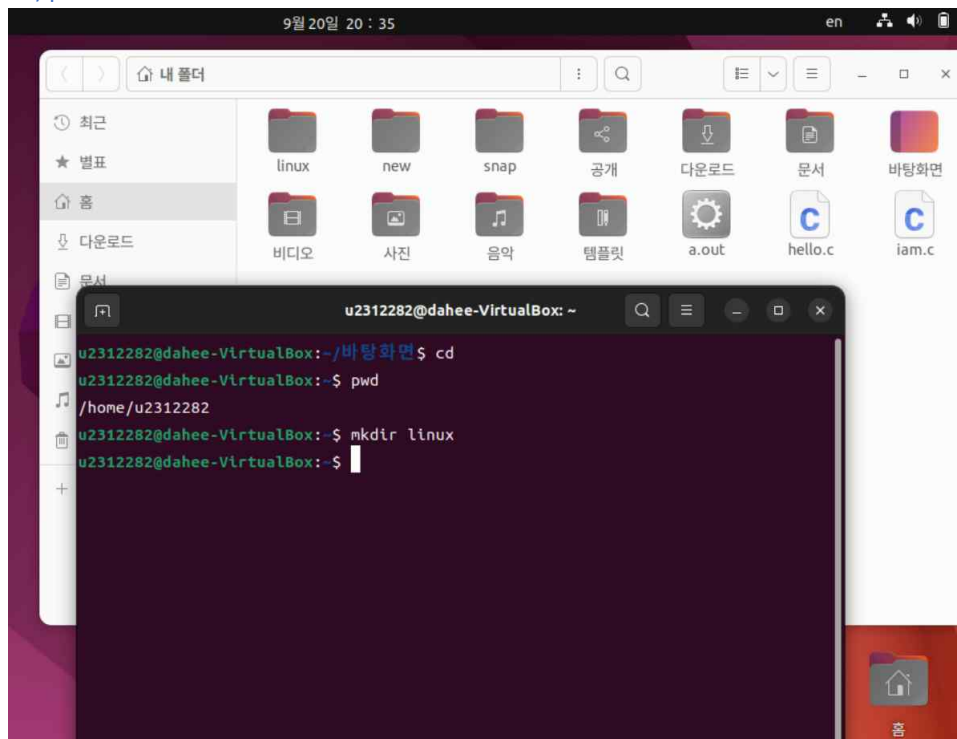 9월 20일 20 : 35
en
내 폴더
최근
별표
홈
다운로드
문서
linux
new
snap
공개
다운로드
문서
바탕화면
비디오
사진
음악
템플릿
a.out
hello.c
iam.c
u2312282@dahee-VirtualBox: ~
u2312282@dahee-VirtualBox:~/바탕화면$ cd
u2312282@dahee-VirtualBox:~$ pwd
/home/u2312282
u2312282@dahee-VirtualBox:~$ mkdir linux
u2312282@dahee-VirtualBox:~$
홈